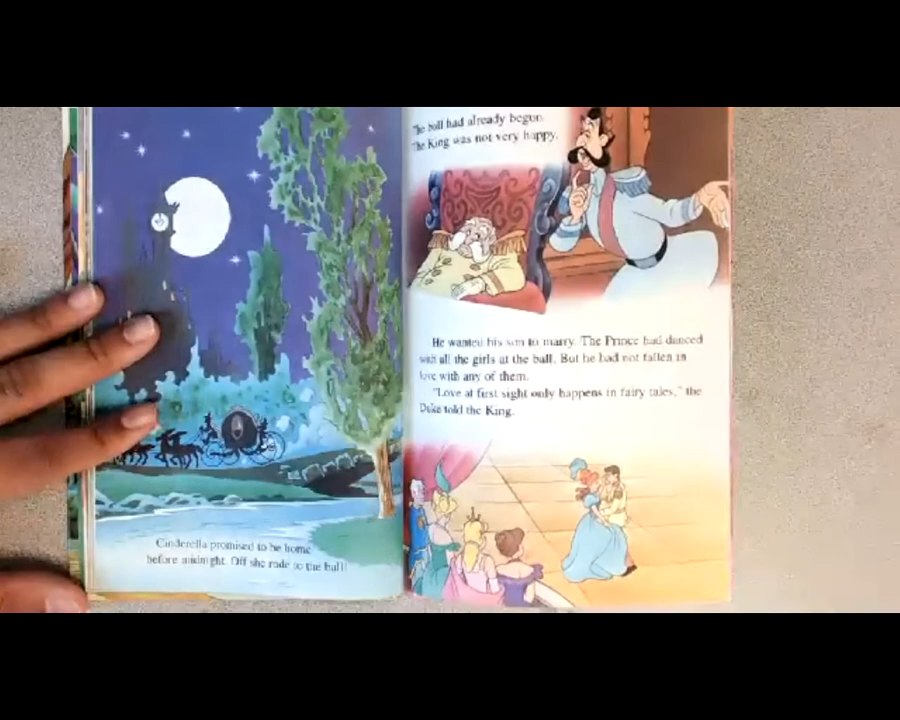 Cinderella promised to be home
before midnight. Off she rode to the ball!
The ball had already begun.
The King was not very happy.
He wanted his son to marry. The Prince had danced
with all the girls at the ball. But he had not fallen in
love with any of them.
"Love at first sight only happens in fairy tales," the
Duke told the King.